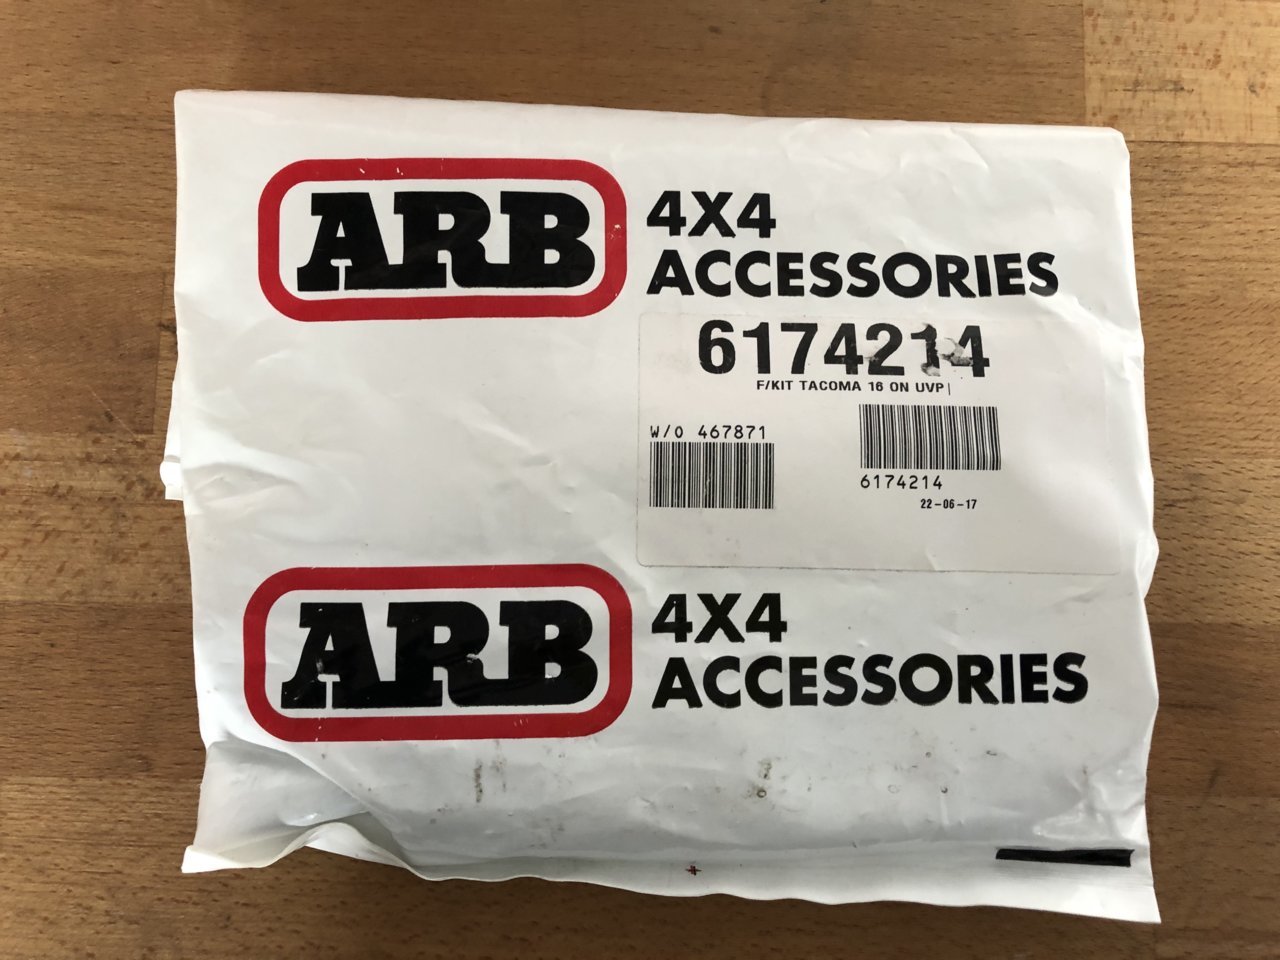 ARB
4X4
ACCESSORIES
6174214
F/KIT TACOMA 16 ON UVP|
W/O 467871
6174214
22-06-17
ARB
4X4
ACCESSORIES